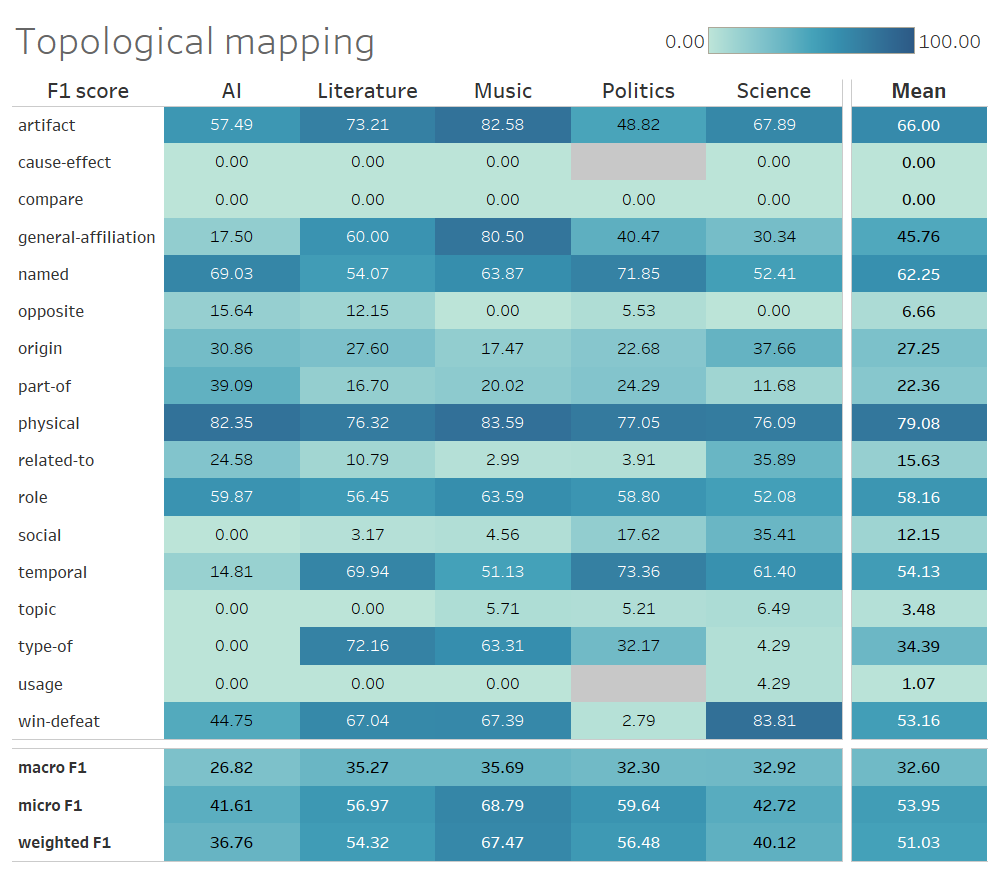 Topological mapping
0.00 100.00
F1 score AI Literature Music Politics Science Mean
artifact 57.49 73.21 82.58 48.82 67.89 66.00
cause-effect 0.00 0.00 0.00 0.00 0.00
compare 0.00 0.00 0.00 0.00 0.00 0.00
general-affiliation 17.50 60.00 80.50 40.47 30.34 45.76
named 69.03 54.07 63.87 71.85 52.41 62.25
opposite 15.64 12.15 0.00 5.53 0.00 6.66
origin 30.86 27.60 17.47 22.68 37.66 27.25
part-of 39.09 16.70 20.02 24.29 11.68 22.36
physical 82.35 76.32 83.59 77.05 76.09 79.08
related-to 24.58 10.79 2.99 3.91 35.89 15.63
role 59.87 56.45 63.59 58.80 52.08 58.16
social 0.00 3.17 4.56 17.62 35.41 12.15
temporal 14.81 69.94 51.13 73.36 61.40 54.13
topic 0.00 0.00 5.71 5.21 6.49 3.48
type-of 0.00 72.16 63.31 32.17 4.29 34.39
usage 0.00 0.00 0.00 4.29 1.07
win-defeat 44.75 67.04 67.39 2.79 83.81 53.16
macro F1 26.82 35.27 35.69 32.30 32.92 32.60
micro F1 41.61 56.97 68.79 59.64 42.72 53.95
weighted F1 36.76 54.32 67.47 56.48 40.12 51.03